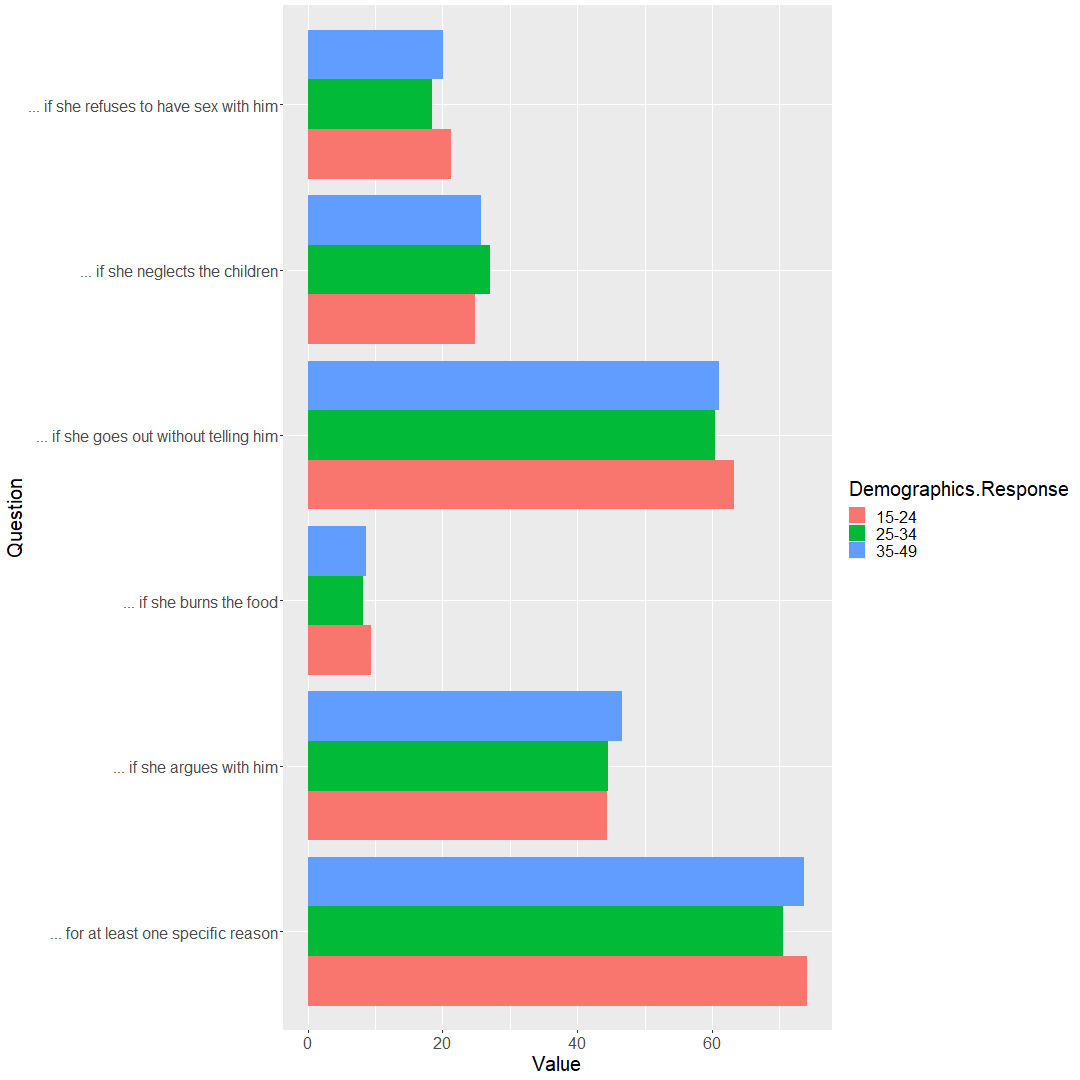 ... if she refuses to have sex with him
... if she neglects the children
... if she goes out without telling him
... if she burns the food
... if she argues with him
... for at least one specific reason
Question
0 20 40 60
Value
Demographics.Response
15-24
25-34
35-49